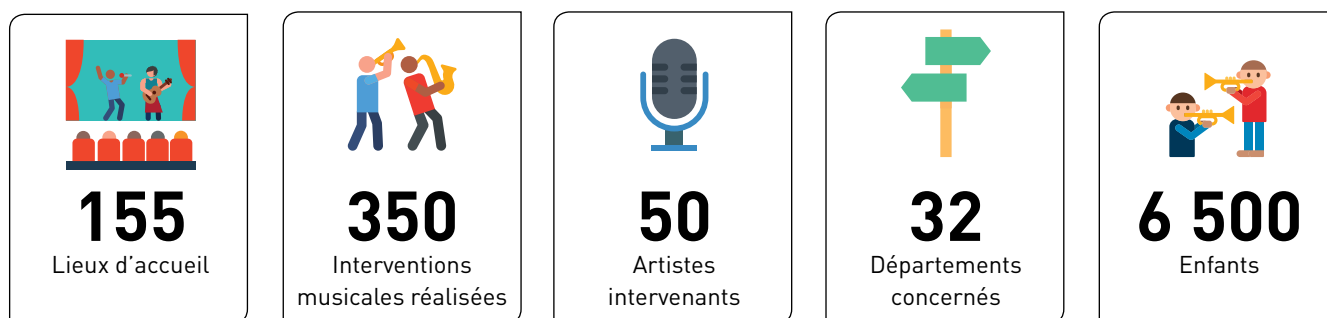 155
Lieux d'accueil
350
Interventions
musicales réalisées
50
Artistes
intervenants
32
Départements
concernés
6 500
Enfants